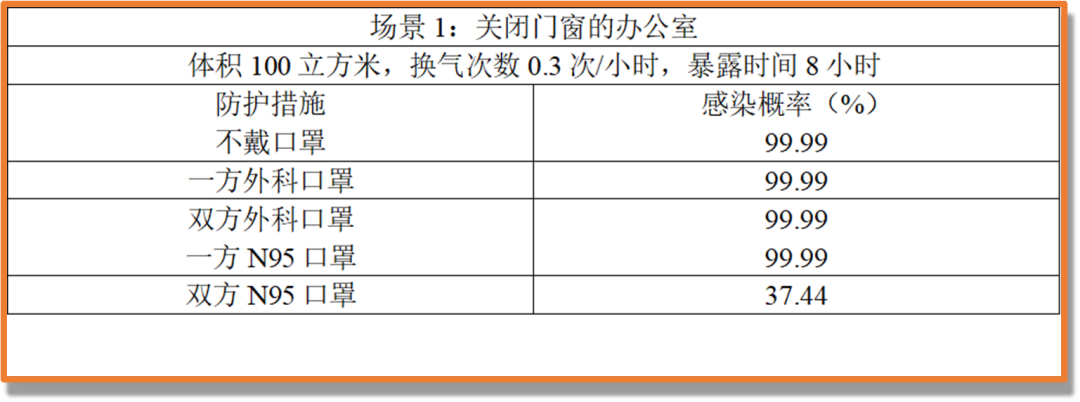 场景 1：关闭门窗的办公室
体积 100 立方米，换气次数 0.3 次/小时，暴露时间 8 小时
防护措施 感染概率（%）
不戴口罩 99.99
一方外科口罩 99.99
双方外科口罩 99.99
一方 N95 口罩 99.99
双方 N95 口罩 37.44